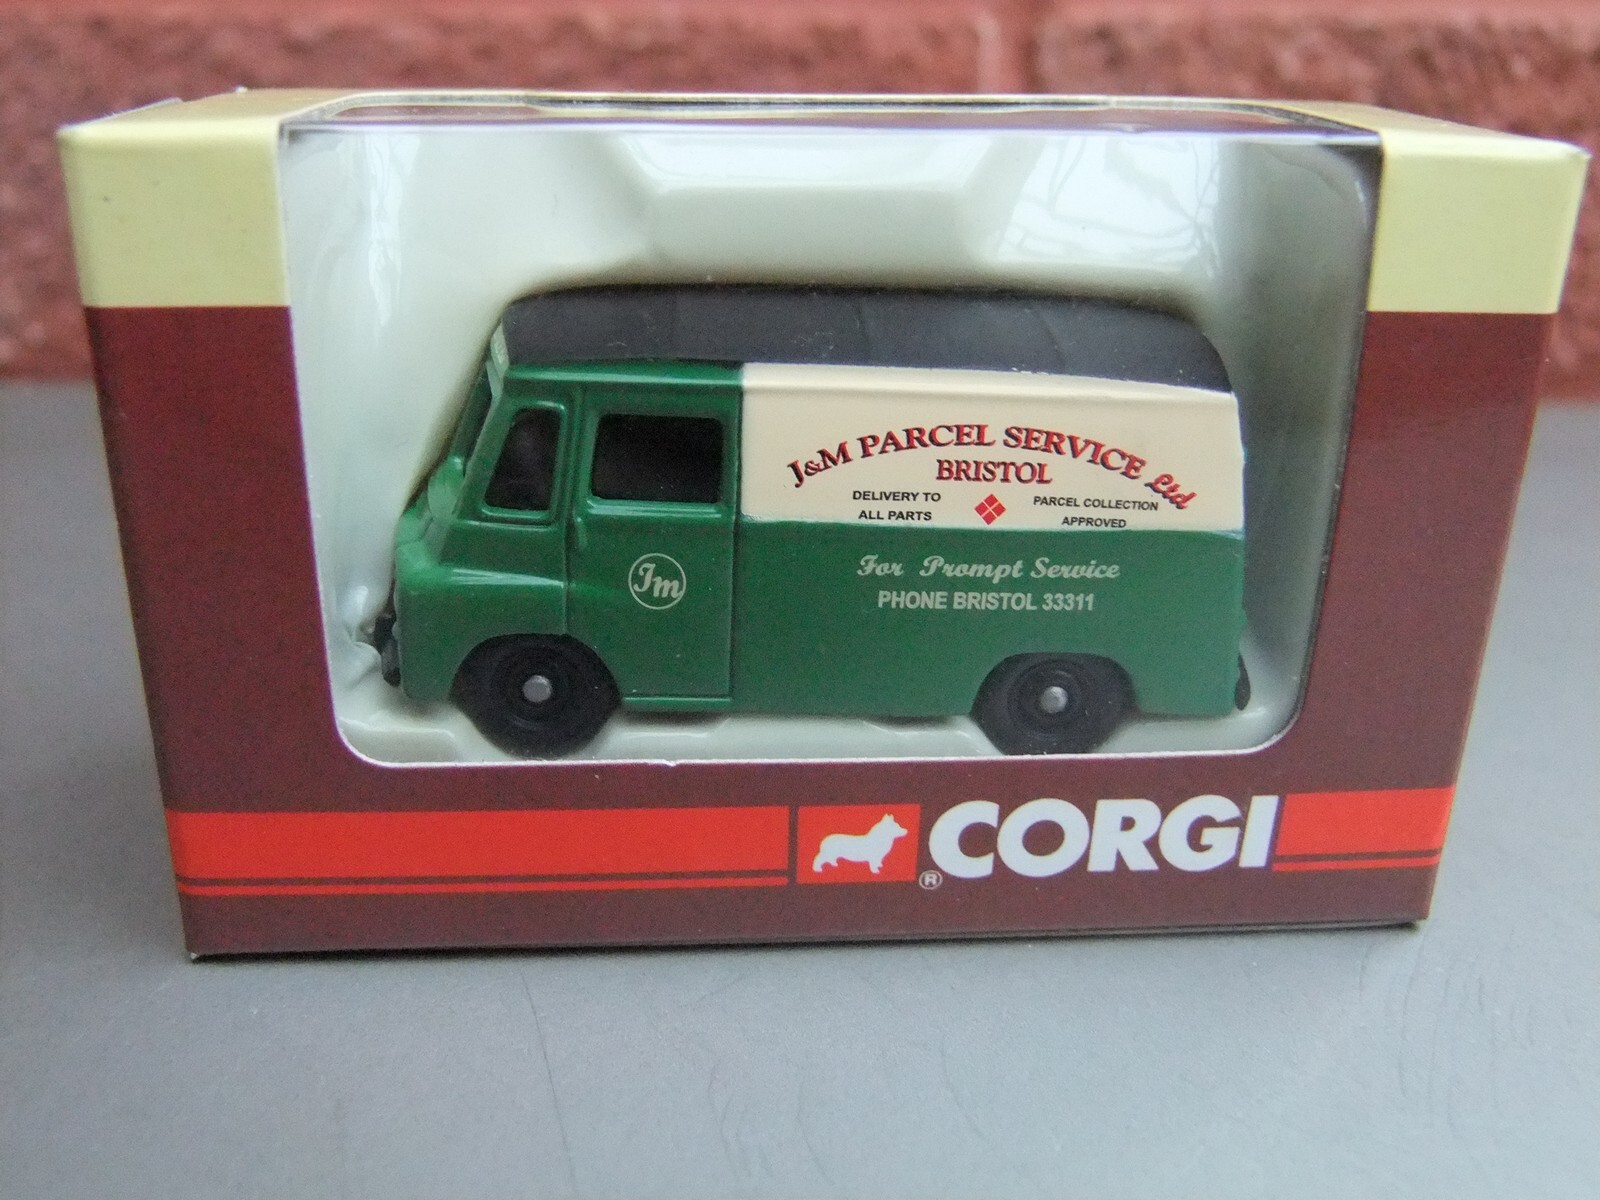 J&M PARCEL SERVICE Ltd
BRISTOL
DELIVERY TO
ALL PARTS
PARCEL COLLECTION
APPROVED
Jm
For Prompt Service
PHONE BRISTOL 33311
® CORGI